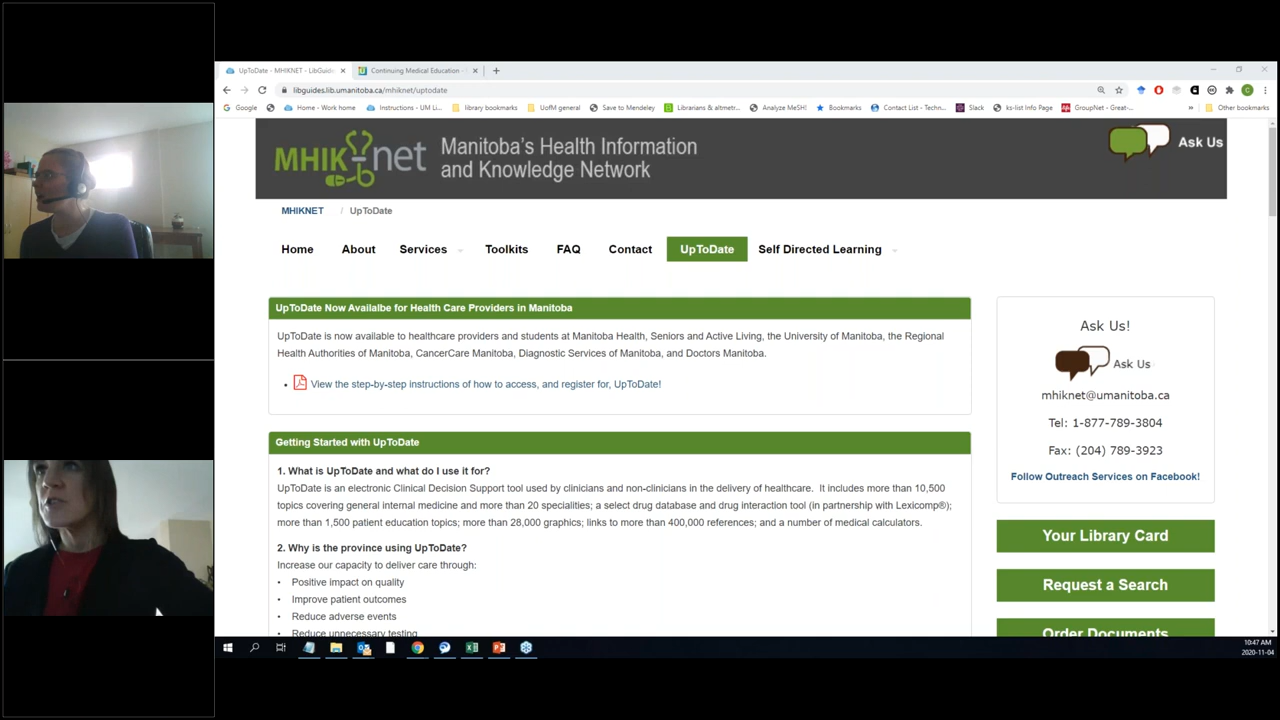 UpToDate - MHIKNET - LibGuide
Continuing Medical Education -
libguides.lib.umanitoba.ca/mhiknet/uptodate
Google
Home - Work home
Instructions - UM Li...
library bookmarks
UofM general
Save to Mendeley
Librarians & altmetr...
Analyze MeSH!
Bookmarks
Contact List - Techn...
Slack
ks-list Info Page
GroupNet - Great-...
»
Other bookmarks
MHIK-net
Manitoba's Health Information
and Knowledge Network
Ask Us
MHIKNET / UpToDate
Home About Services Toolkits FAQ Contact UpToDate Self Directed Learning
UpToDate Now Availalbe for Health Care Providers in Manitoba
UpToDate is now available to healthcare providers and students at Manitoba Health, Seniors and Active Living, the University of Manitoba, the Regional
Health Authorities of Manitoba, CancerCare Manitoba, Diagnostic Services of Manitoba, and Doctors Manitoba.
• View the step-by-step instructions of how to access, and register for, UpToDate!
Getting Started with UpToDate
1. What is UpToDate and what do I use it for?
UpToDate is an electronic Clinical Decision Support tool used by clinicians and non-clinicians in the delivery of healthcare. It includes more than 10,500
topics covering general internal medicine and more than 20 specialities; a select drug database and drug interaction tool (in partnership with Lexicomp®);
more than 1,500 patient education topics; more than 28,000 graphics; links to more than 400,000 references; and a number of medical calculators.
2. Why is the province using UpToDate?
Increase our capacity to deliver care through:
• Positive impact on quality
• Improve patient outcomes
• Reduce adverse events
• Reduce unnecessary testing
Ask Us!
Ask Us
mhiknet@umanitoba.ca
Tel: 1-877-789-3804
Fax: (204) 789-3923
Follow Outreach Services on Facebook!
Your Library Card
Request a Search
Order Documents
10:47 AM
2020-11-04